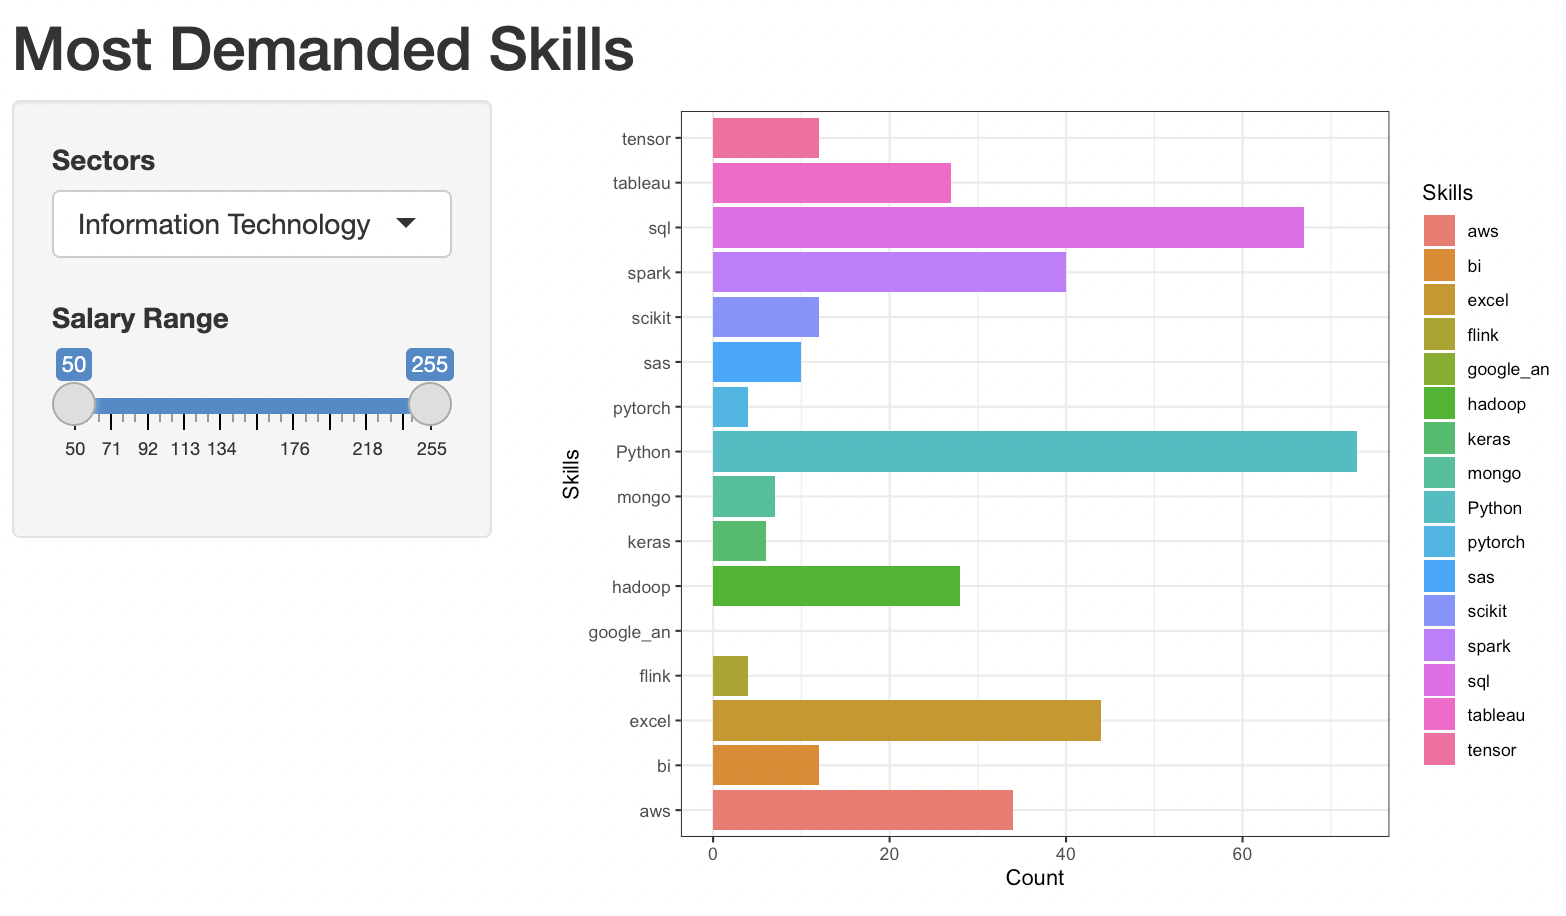 Most Demanded Skills
Sectors
Information Technology
Salary Range
50 255
50 71 92 113 134 176 218 255
Skills
tensor
tableau
sql
spark
scikit
sas
pytorch
Python
mongo
keras
hadoop
google_an
flink
excel
bi
aws
0 20 40 60
Count
Skills
aws
bi
excel
flink
google_an
hadoop
keras
mongo
Python
pytorch
sas
scikit
spark
sql
tableau
tensor